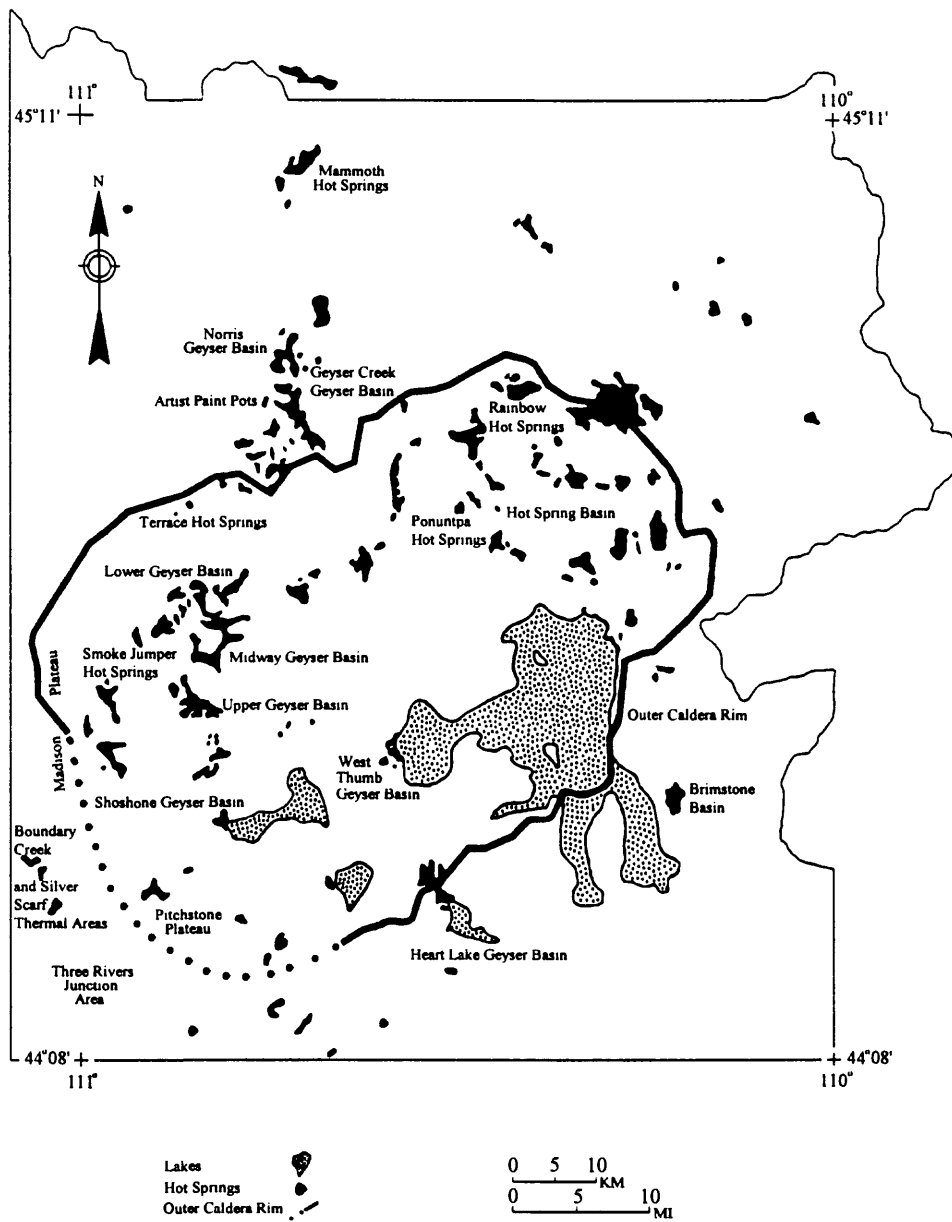 111°
45°11'
110°
45°11'
N
Mammoth
Hot Springs
Norris
Geyser Basin
Geyser Creek
Geyser Basin
Artist Paint Pots
Rainbow
Hot Springs
Terrace Hot Springs
Ponuntpa
Hot Springs
Hot Spring Basin
Lower Geyser Basin
Smoke Jumper
Hot Springs
Midway Geyser Basin
Upper Geyser Basin
Madison Plateau
Outer Caldera Rim
West
Thumb
Geyser Basin
Brimstone
Basin
Shoshone Geyser Basin
Boundary
Creek
and Silver
Scarf
Thermal Areas
Pitchstone
Plateau
Heart Lake Geyser Basin
Three Rivers
Junction
Area
44°08'
111°
44°08'
110°
Lakes
Hot Springs
Outer Caldera Rim
0 5 10
KM
0 5 10
MI